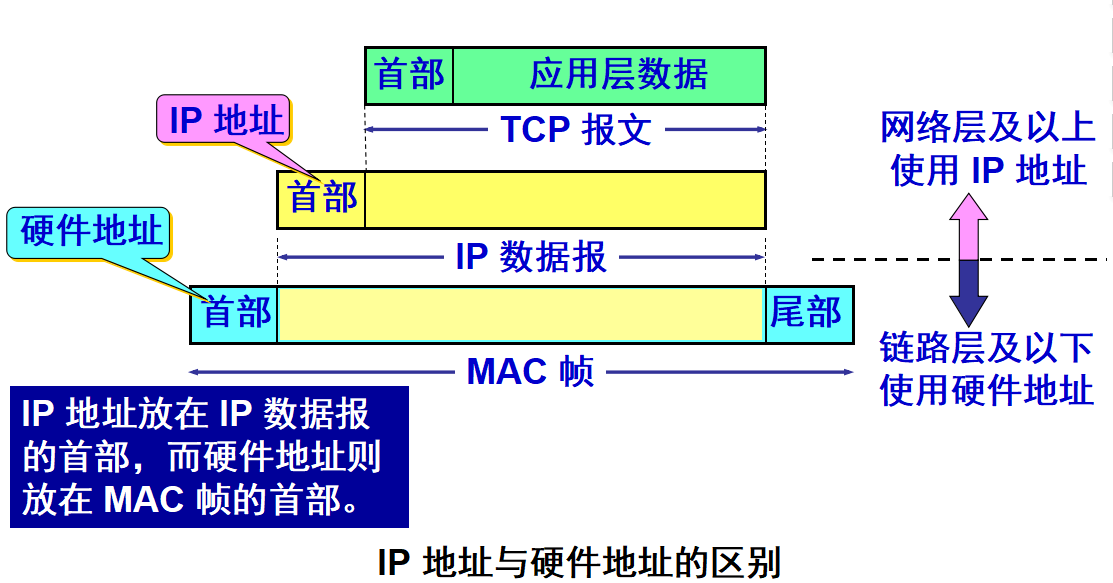 首部
应用层数据
IP 地址
TCP 报文
网络层及以上
使用 IP 地址
首部
硬件地址
IP 数据报
首部
尾部
链路层及以下
使用硬件地址
MAC 帧
IP 地址放在 IP 数据报
的首部，而硬件地址则
放在 MAC 帧的首部。
IP 地址与硬件地址的区别